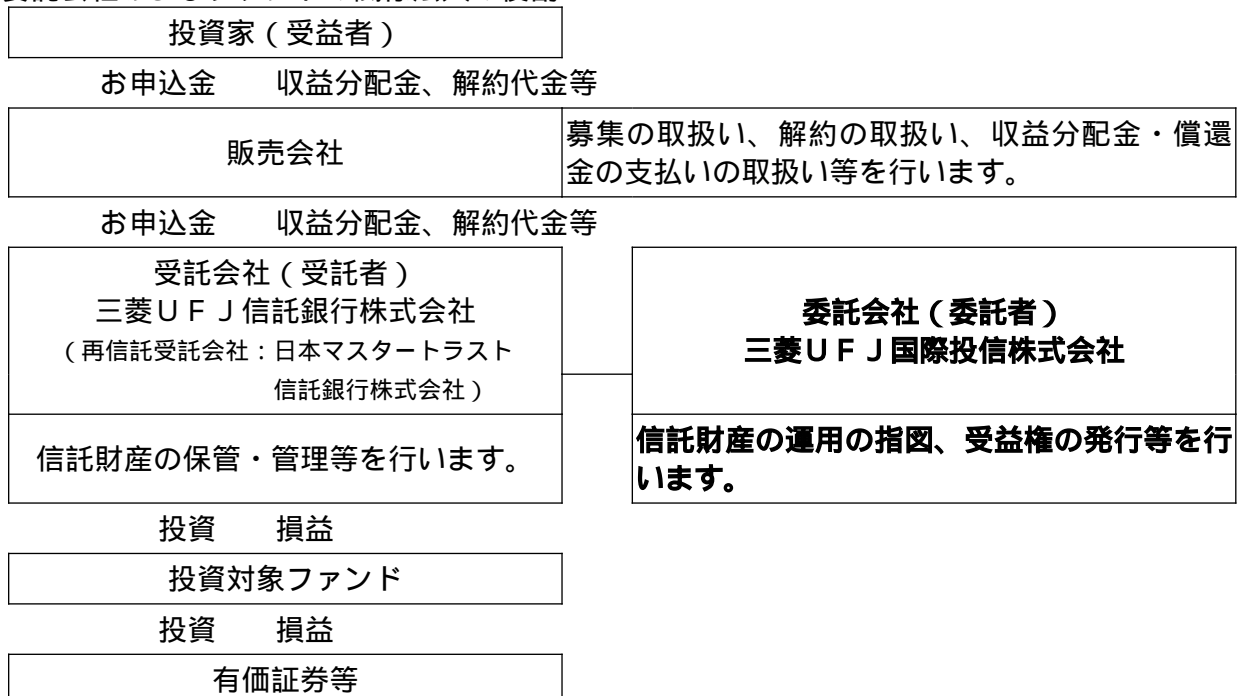 投資家（受益者）
お申込金　収益分配金、解約代金等
販売会社
募集の取扱い、解約の取扱い、収益分配金・償還
金の支払いの取扱い等を行います。
お申込金　収益分配金、解約代金等
受託会社（受託者）
三菱ＵＦＪ信託銀行株式会社
（再信託受託会社：日本マスタートラスト
信託銀行株式会社）
委託会社（委託者）
三菱ＵＦＪ国際投信株式会社
信託財産の保管・管理等を行います。
信託財産の運用の指図、受益権の発行等を行
います。
投資　損益
投資対象ファンド
投資　損益
有価証券等